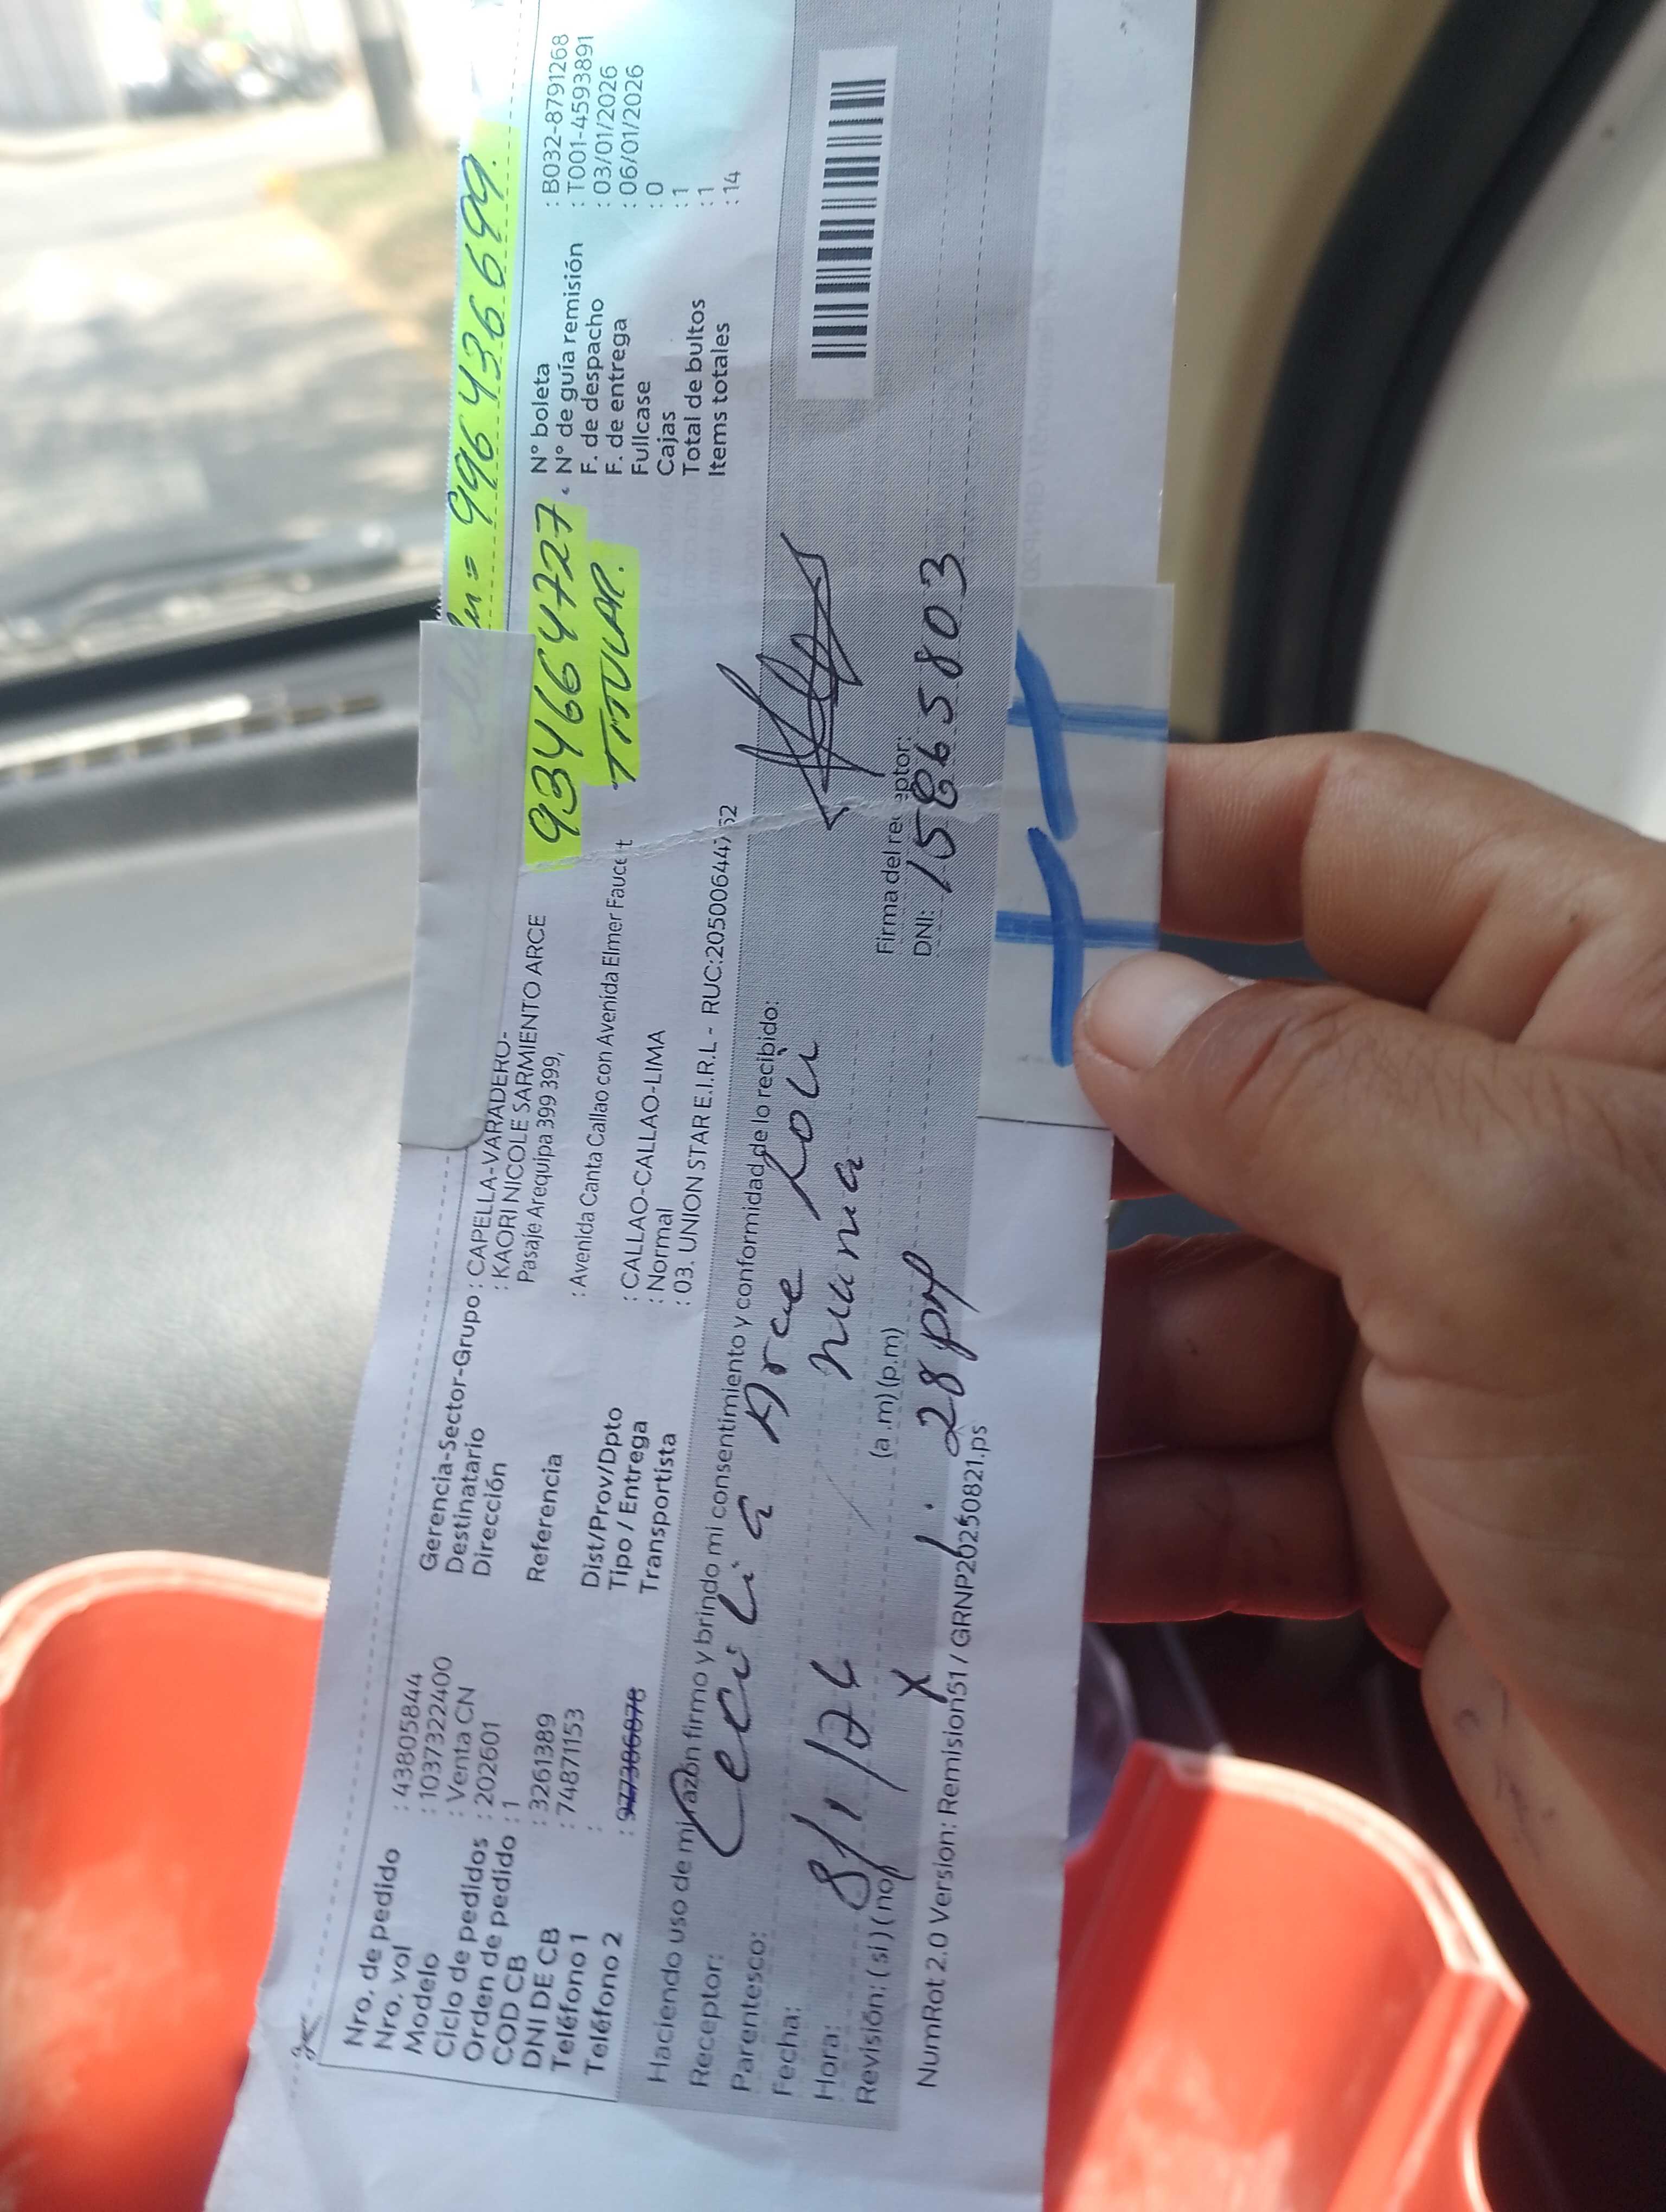 996436699.
Nro. de pedido : 43805844
Nro. vol : 1037322400
Modelo : Venta CN
Ciclo de pedidos : 202601
Orden de pedido : 1
COD CB : 3261389
DNI DE CB : 74871153
Teléfono 1 :
Teléfono 2 : 977386878
Gerencia-Sector-Grupo : CAPELLA-VARADERO-
Destinatario : KAORI NICOLE SARMIENTO ARCE
Dirección Pasaje Arequipa 399 399,
Referencia : Avenida Canta Callao con Avenida Elmer Faucet
Dist/Prov/Dpto : CALLAO-CALLAO-LIMA
Tipo / Entrega : Normal
Transportista : 03. UNION STAR E.I.R.L - RUC:20500644762
934664727.
TITULAR.
N° boleta : B032-8791268
N° de guía remisión : T001-4593891
F. de despacho : 03/01/2026
F. de entrega : 06/01/2026
Fullcase : 0
Cajas : 1
Total de bultos : 1
Items totales : 14
Haciendo uso de mi razón firmo y brindo mi consentimiento y conformidad de lo recibido:
Receptor: Cecilia Arce Loli
Parentesco: mama
Fecha: 8/1/26
Hora: (a.m) (p.m) 1:28 pm
Revisión: (si) (no) X
Firma del receptor:
DNI: 15865803
NumRot 2.0 Version: Remision51 / GRNP20250821.ps